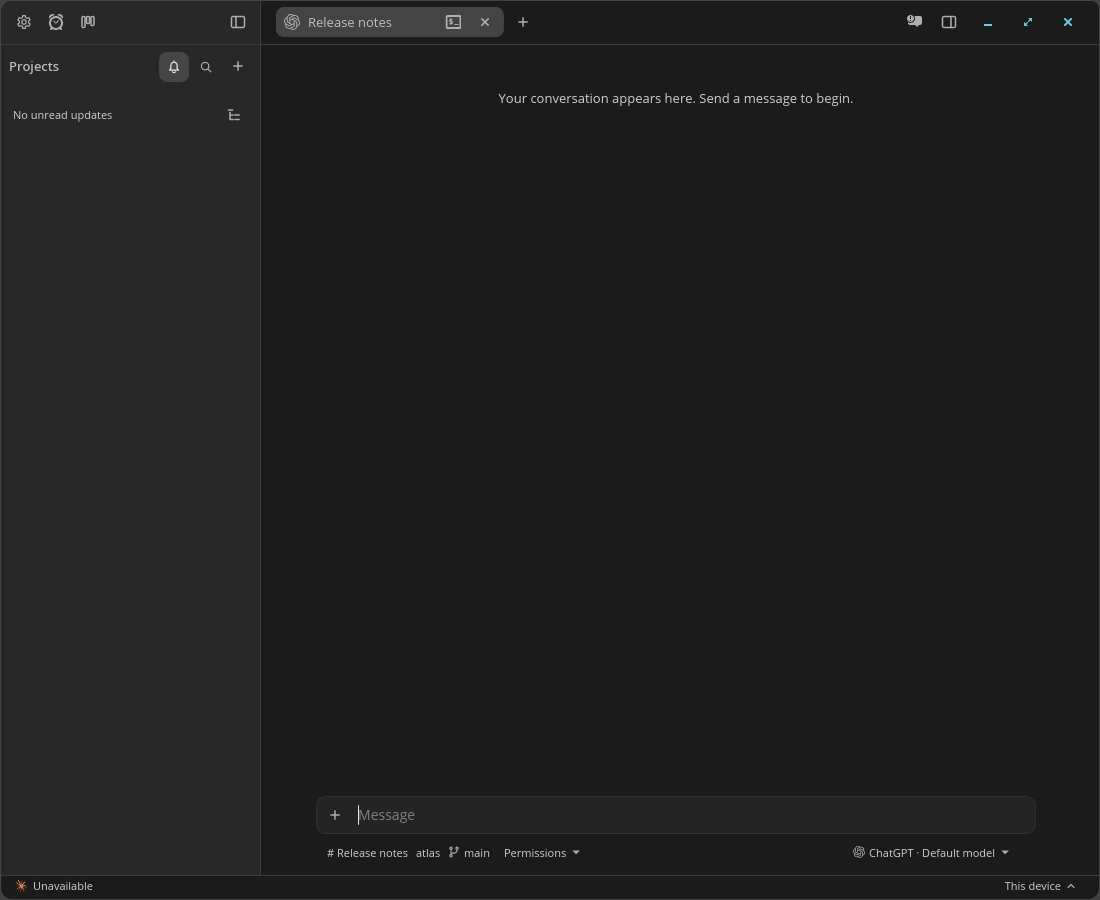 Release notes
Projects
No unread updates
Your conversation appears here. Send a message to begin.
Message
# Release notes atlas main Permissions
ChatGPT · Default model
Unavailable
This device